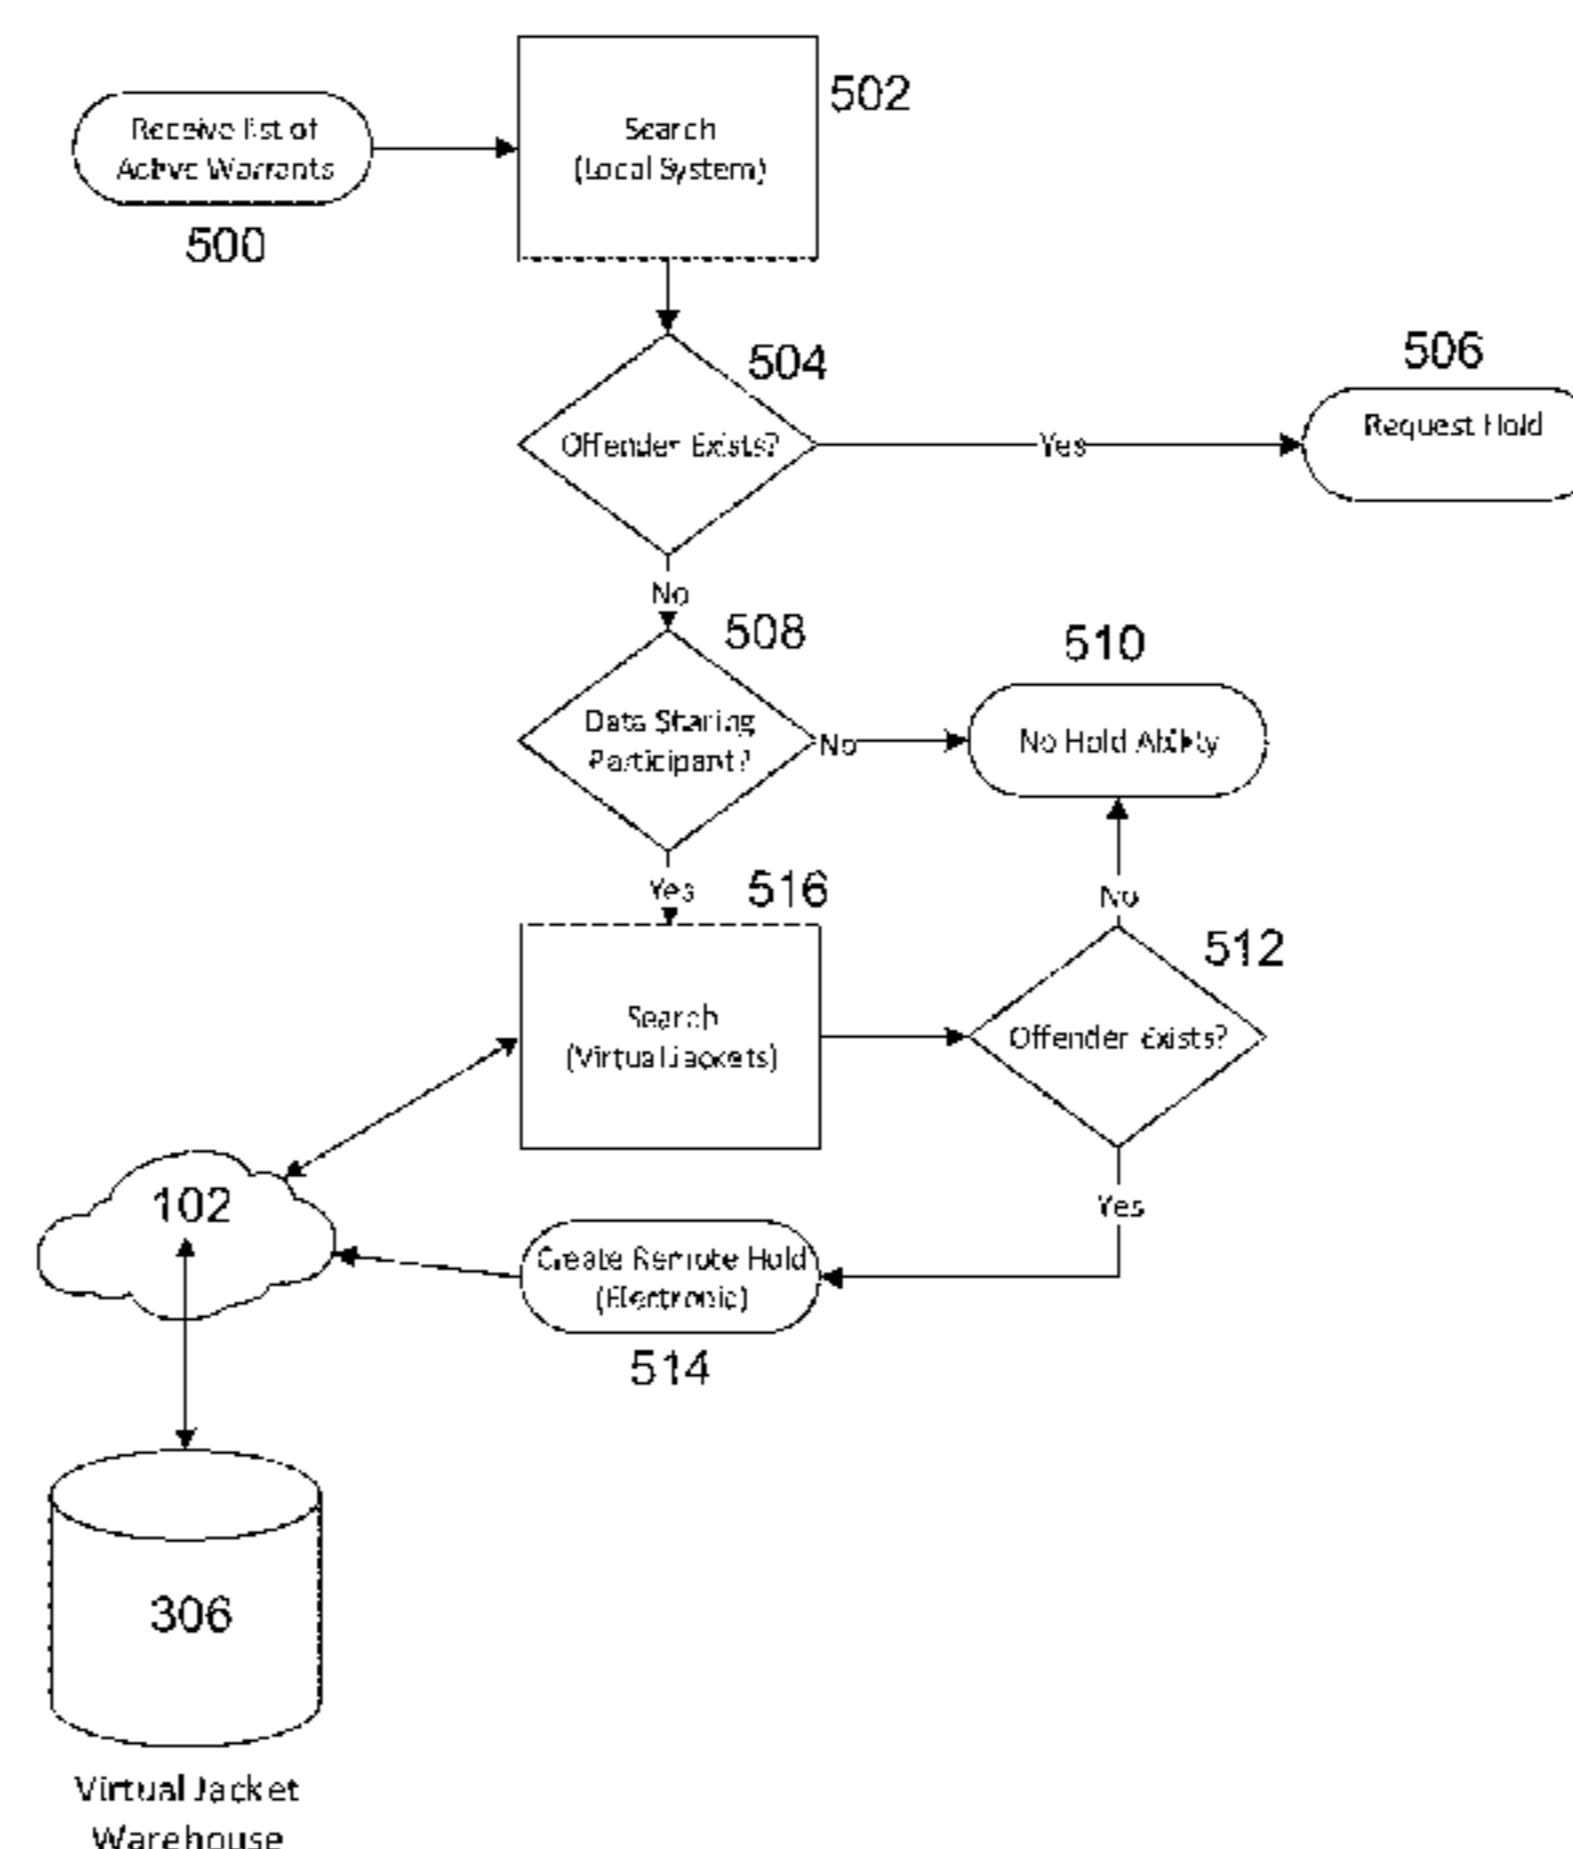 Receive list of
Active Warrants
500
Search
(Local System)
502
504
Offender Exists?
Yes
506
Request Hold
No
508
Data Sharing
Participant?
No
510
No Hold Ability
Yes
516
No
512
Search
(Virtual Jackets)
Offender Exists?
102
Yes
Create Remote Hold
(Electronic)
514
306
Virtual Jacket
Warehouse